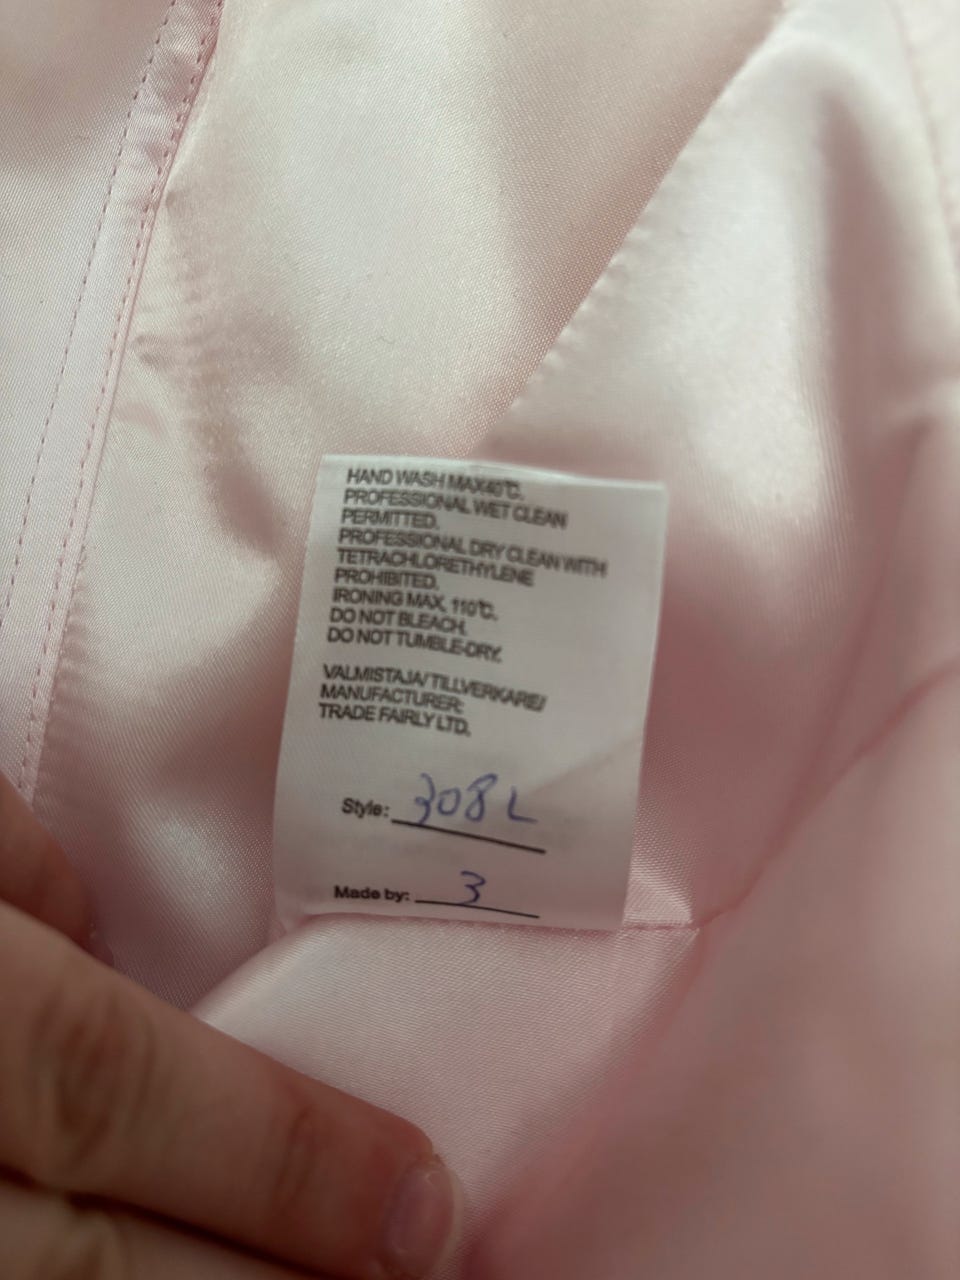 HAND WASH MAX40℃.
PROFESSIONAL WET CLEAN
PERMITTED.
PROFESSIONAL DRY CLEAN WITH
TETRACHLORETHYLENE
PROHIBITED.
IRONING MAX, 110℃.
DO NOT BLEACH.
DO NOT TUMBLE-DRY.
VALMISTAJA/TILLVERKARE/
MANUFACTURER:
TRADE FAIRLY LTD.
Style: 308 L
Made by: 3